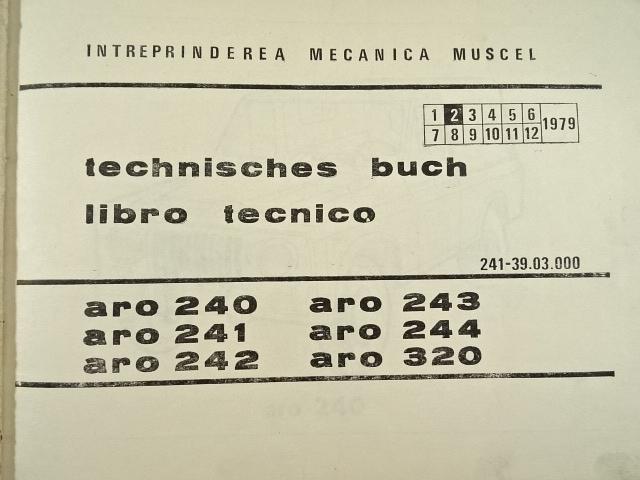 INTREPRINDEREA MECANICA MUSCEL
1 2 3 4 5 6 1979
7 8 9 10 11 12
technisches buch
libro tecnico
241-39.03.000
aro 240 aro 243
aro 241 aro 244
aro 242 aro 320
aro 240